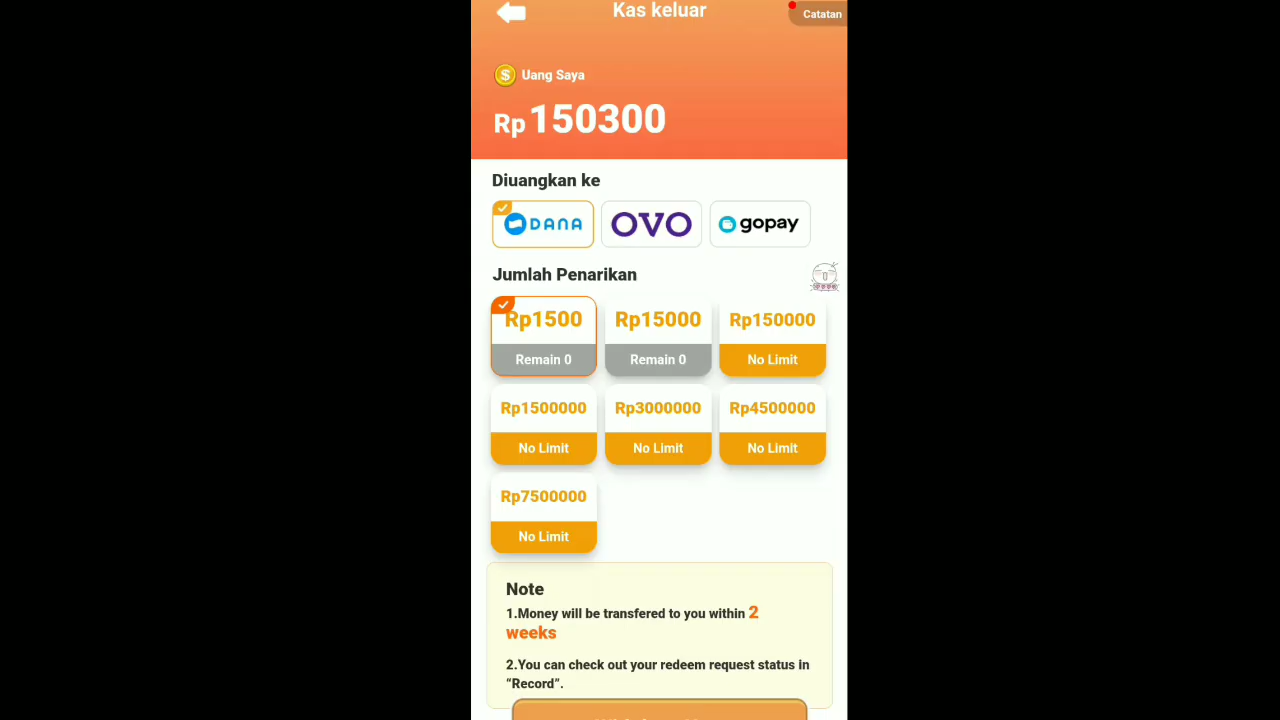 Kas keluar
Catatan
Uang Saya
Rp 150300
Diuangkan ke
DANA
OVO
gopay
Jumlah Penarikan
Rp1500
Rp15000
Rp150000
Remain 0
Remain 0
No Limit
Rp1500000
Rp3000000
Rp4500000
No Limit
No Limit
No Limit
Rp7500000
No Limit
Note
1.Money will be transfered to you within 2
weeks
2.You can check out your redeem request status in
“Record”.